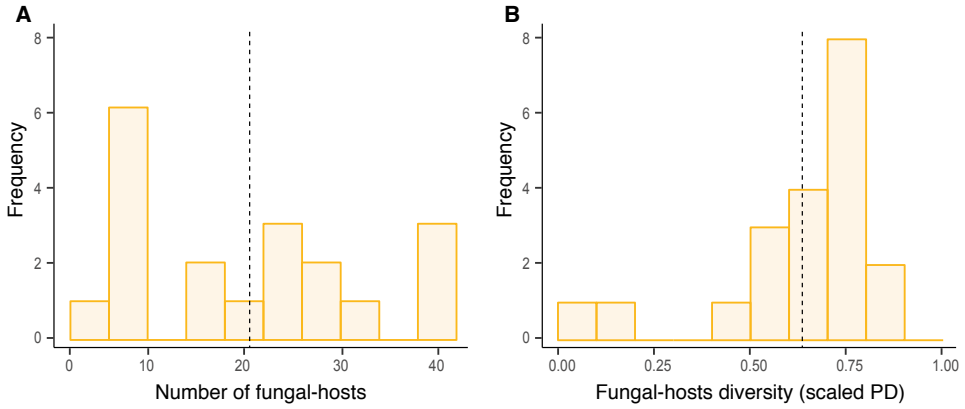 A
Frequency
8
6
4
2
0
0 10 20 30 40
Number of fungal-hosts
B
Frequency
8
6
4
2
0
0.00 0.25 0.50 0.75 1.00
Fungal-hosts diversity (scaled PD)